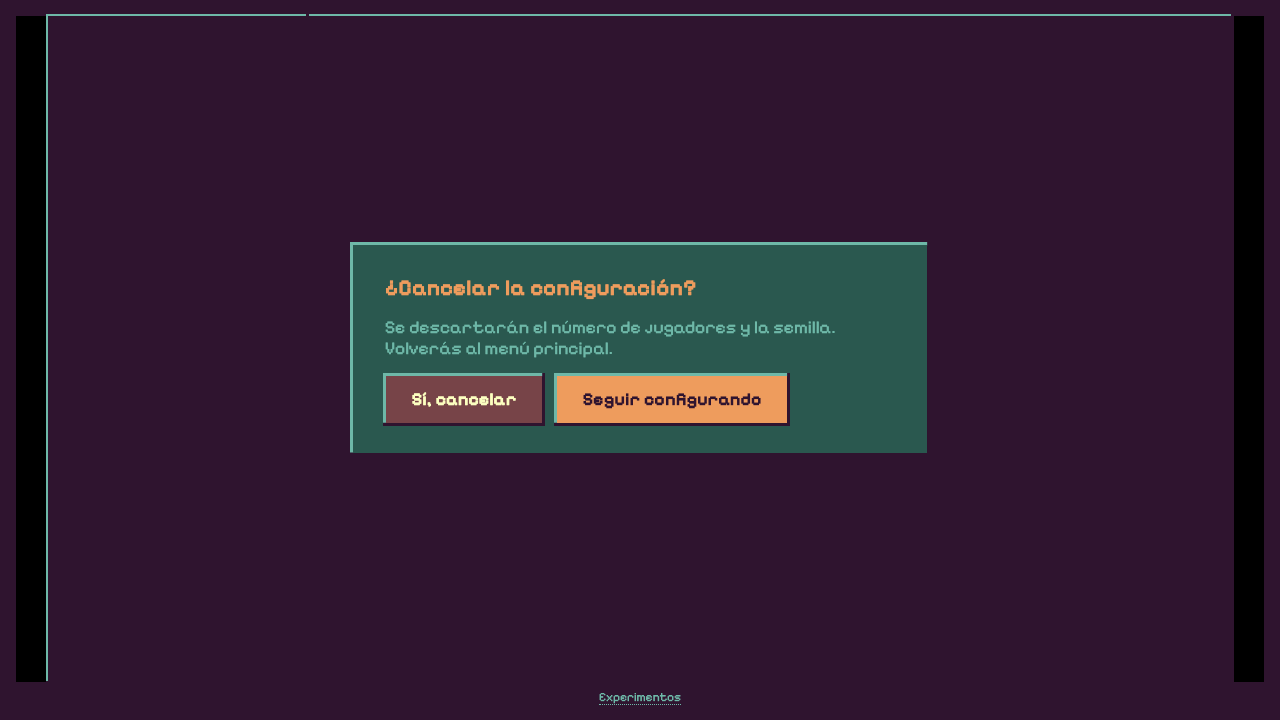 ¿Cancelar la configuración?
Se descartarán el número de jugadores y la semilla.
Volverás al menú principal.
Sí, cancelar
Seguir configurando
Experimentos